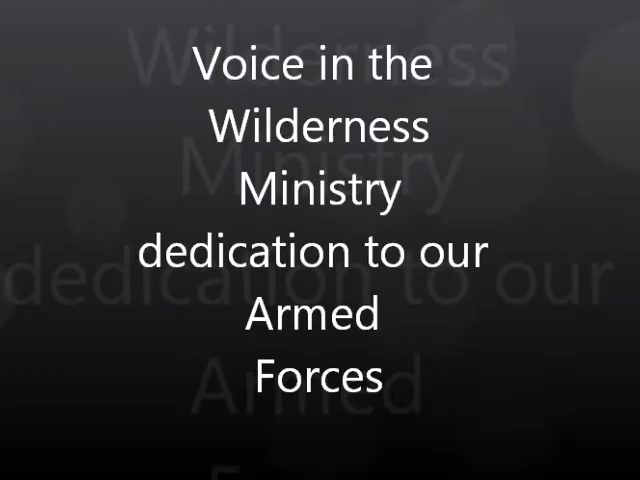 Voice in the
Wilderness
Ministry
dedication to our
Armed
Forces